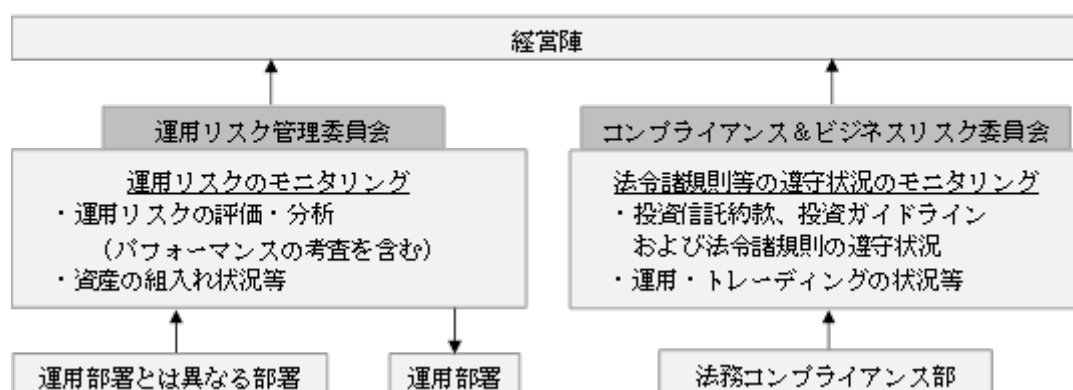 経営陣
運用リスク管理委員会
運用リスクのモニタリング
・運用リスクの評価・分析
（パフォーマンスの考査を含む）
・資産の組入れ状況等
運用部署とは異なる部署
運用部署
コンプライアンス＆ビジネスリスク委員会
法令諸規則等の遵守状況のモニタリング
・投資信託約款、投資ガイドライン
および法令諸規則の遵守状況
・運用・トレーディングの状況等
法務コンプライアンス部